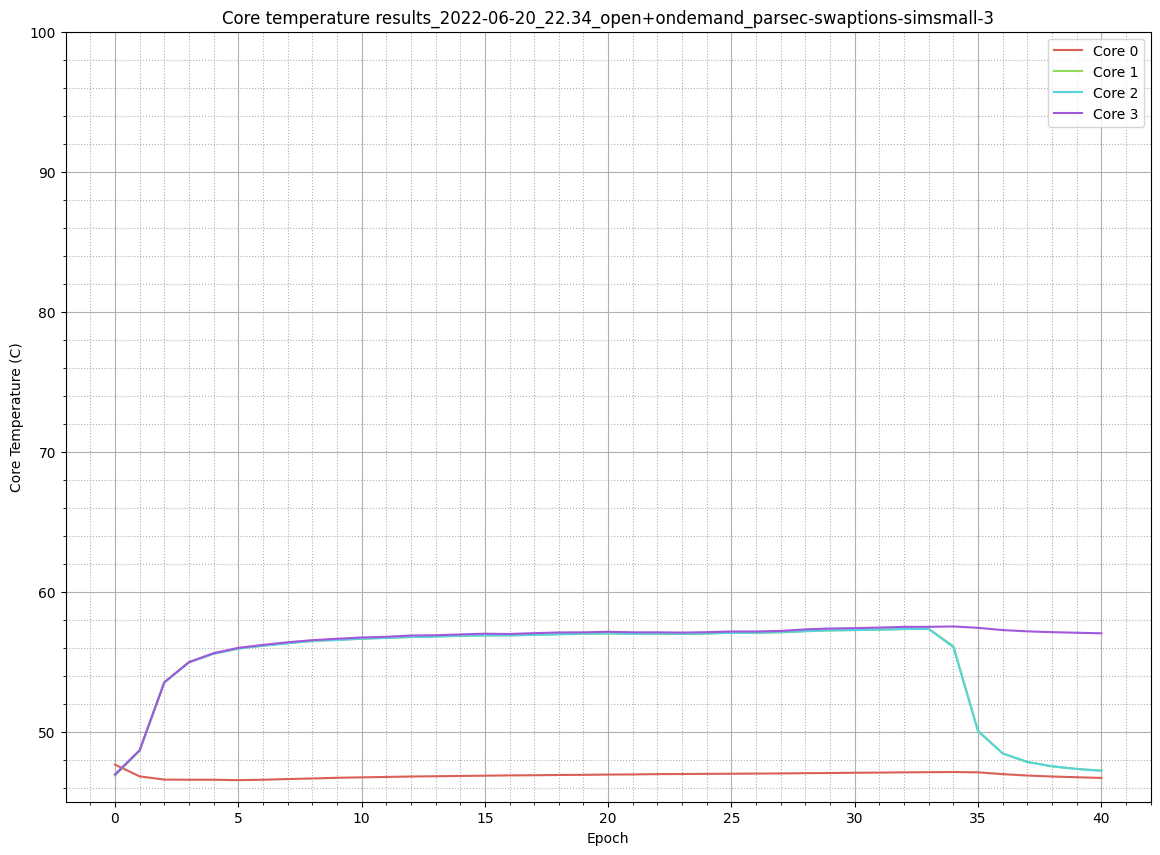 Core temperature results_2022-06-20_22.34_open+ondemand_parsec-swaptions-simsmall-3
Core 0
Core 1
Core 2
Core 3
100
90
80
70
60
50
Core Temperature (C)
0 5 10 15 20 25 30 35 40
Epoch